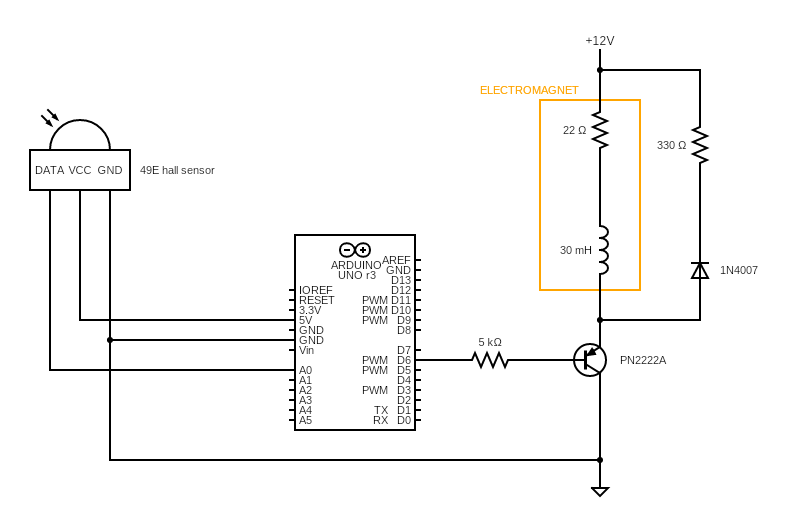 +12V
ELECTROMAGNET
22 Ω
330 Ω
DATA VCC GND
49E hall sensor
30 mH
1N4007
ARDUINO
UNO r3
AREF
GND
D13
IOREF D12
RESET PWM D11
3.3V PWM D10
5V PWM D9
GND D8
GND
Vin D7
PWM D6
A0 PWM D5
A1 D4
A2 PWM D3
A3 D2
A4 TX D1
A5 RX D0
5 kΩ
PN2222A